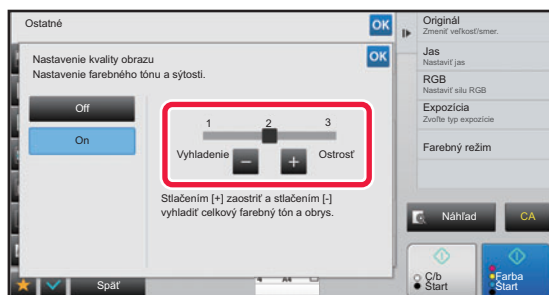 Ostatné
OK
Nastavenie kvality obrazu
Nastavenie farebného tónu a sýtosti.
OK
Off
On
1 2 3
Vyhladenie - + Ostrosť
Stlačením [+] zaostriť a stlačením [-]
vyhladiť celkový farebný tón a obrys.
Späť
Originál
Zmeniť veľkosť/smer.
Jas
Nastaviť jas
RGB
Nastaviť silu RGB
Expozícia
Zvoľte typ expozície
Farebný režim
Náhľad
CA
Č/b
Štart
Farba
Štart